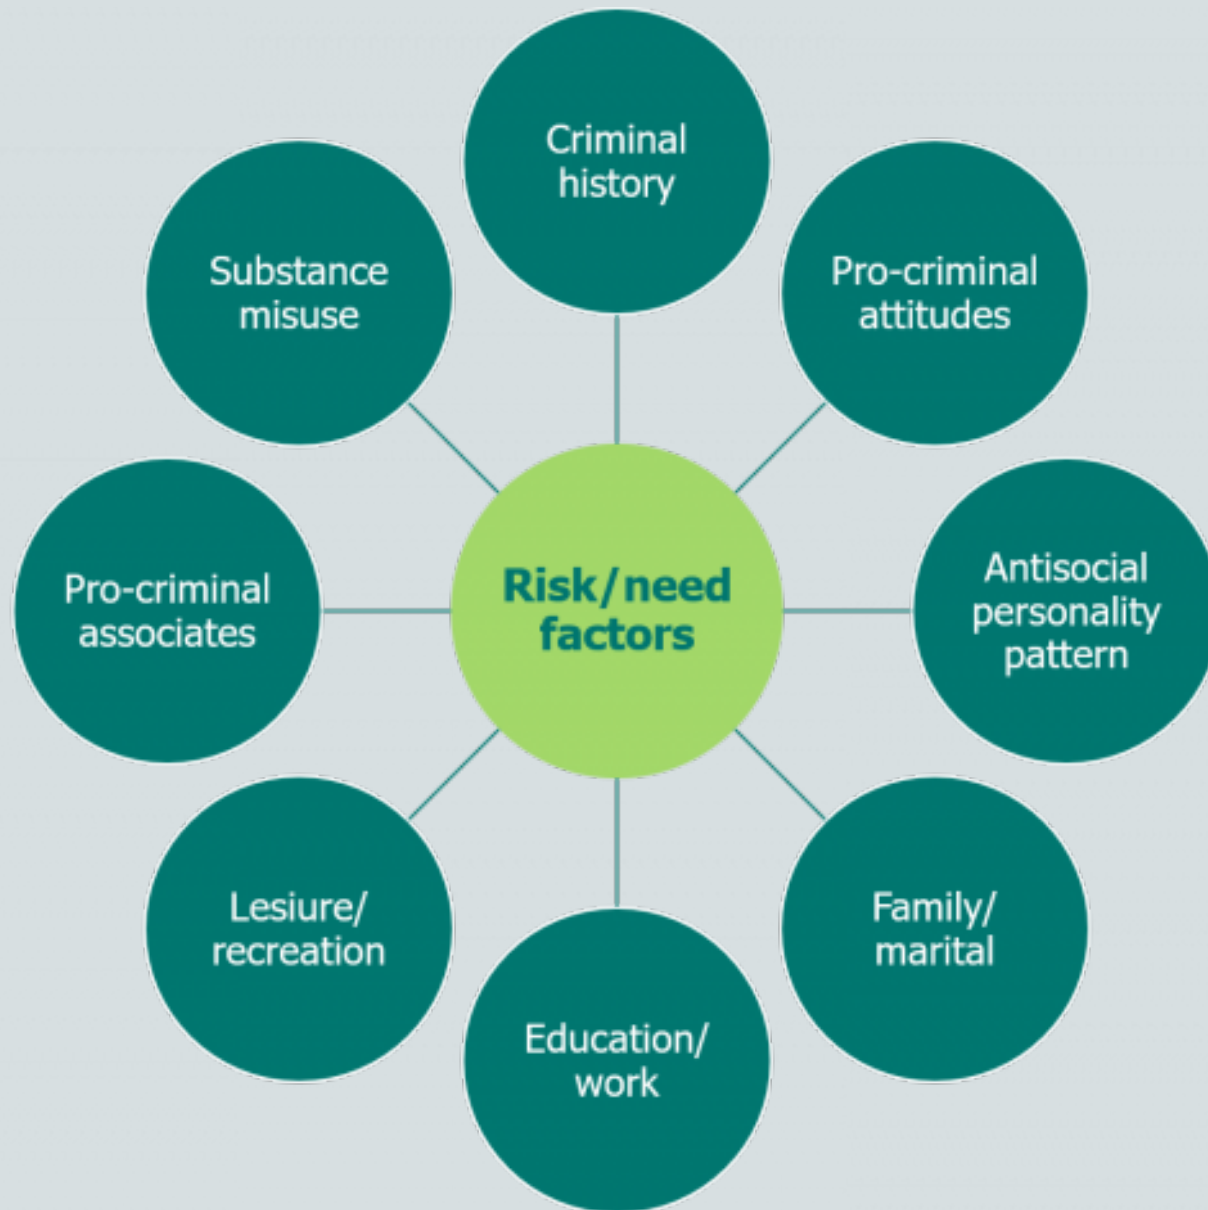 Criminal
history
Pro-criminal
attitudes
Antisocial
personality
pattern
Family/
marital
Education/
work
Lesiure/
recreation
Pro-criminal
associates
Substance
misuse
Risk/need
factors